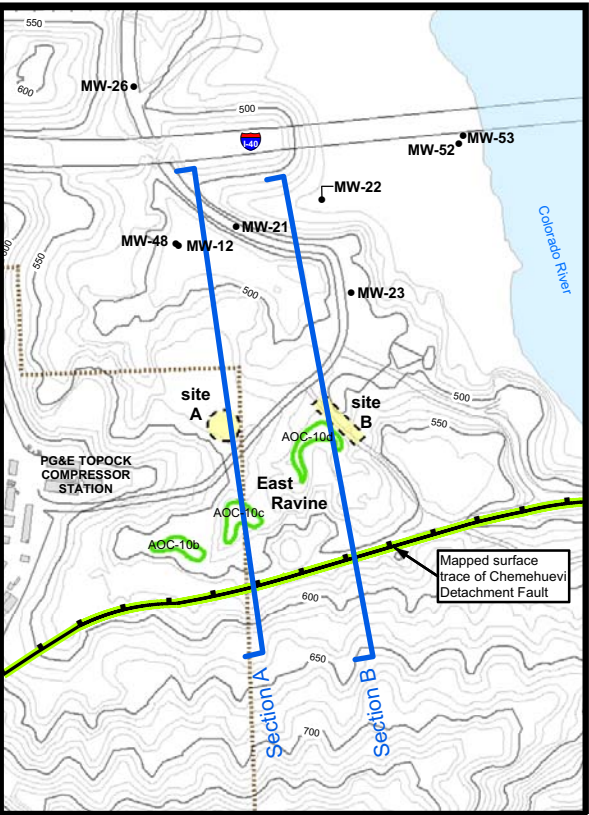 550
600
MW-26
500
I-40
MW-53
MW-52
MW-22
MW-21
MW-48
MW-12
Colorado River
550
500
MW-23
site
A
site
B
500
550
AOC-10d
PG&E TOPOCK
COMPRESSOR
STATION
East
Ravine
AOC-10c
AOC-10b
Mapped surface
trace of Chemehuevi
Detachment Fault
600
650
Section A
Section B
700